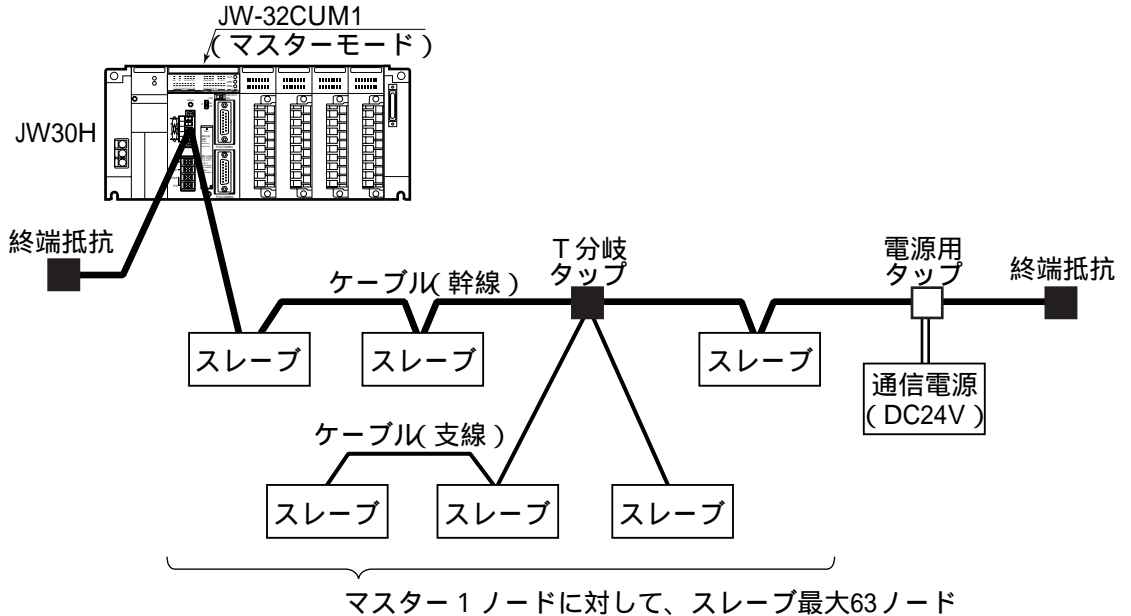 JW-32CUM1
(マスターモード)
JW30H
終端抵抗
T分岐
タップ
電源用
タップ
終端抵抗
ケーブル(幹線)
スレーブ
スレーブ
スレーブ
通信電源
(DC24V)
ケーブル(支線)
スレーブ
スレーブ
スレーブ
マスター1ノードに対して、スレーブ最大63ノード